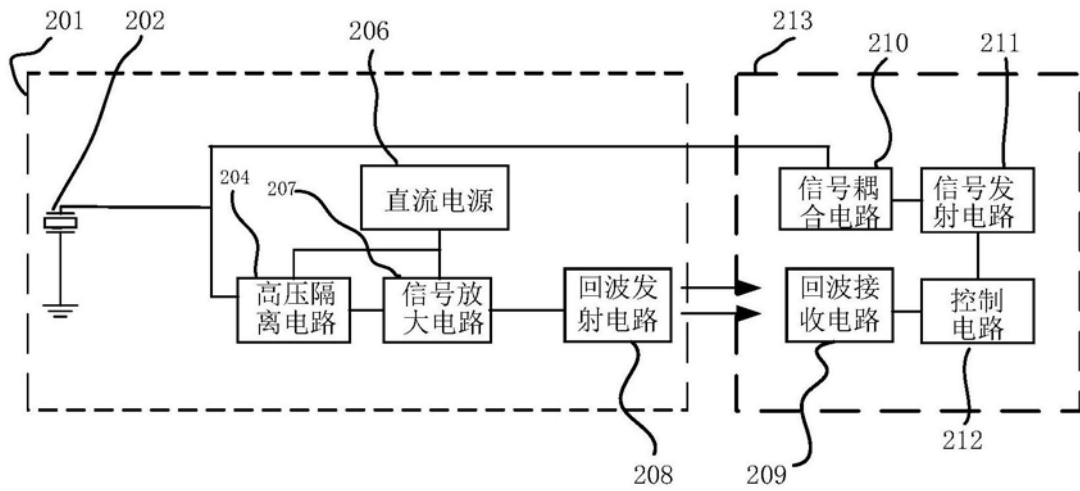 201
202
206
213
210
211
204
207
直流电源
信号耦
合电路
信号发
射电路
高压隔
离电路
信号放
大电路
回波发
射电路
回波接
收电路
控制
电路
208
209
212